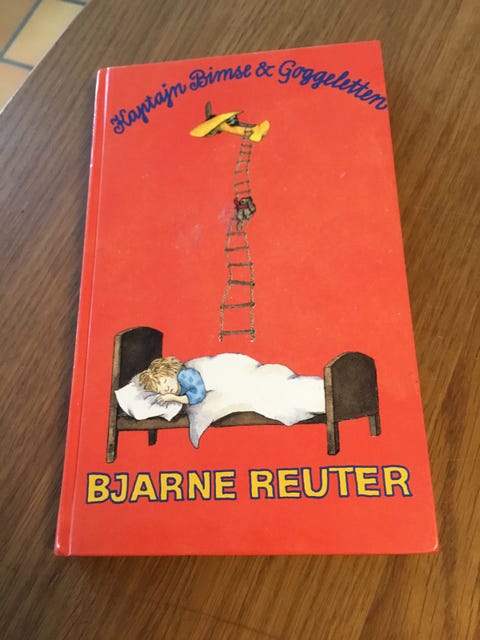 Kaptajn Bimse & Goggeletten
BJARNE REUTER